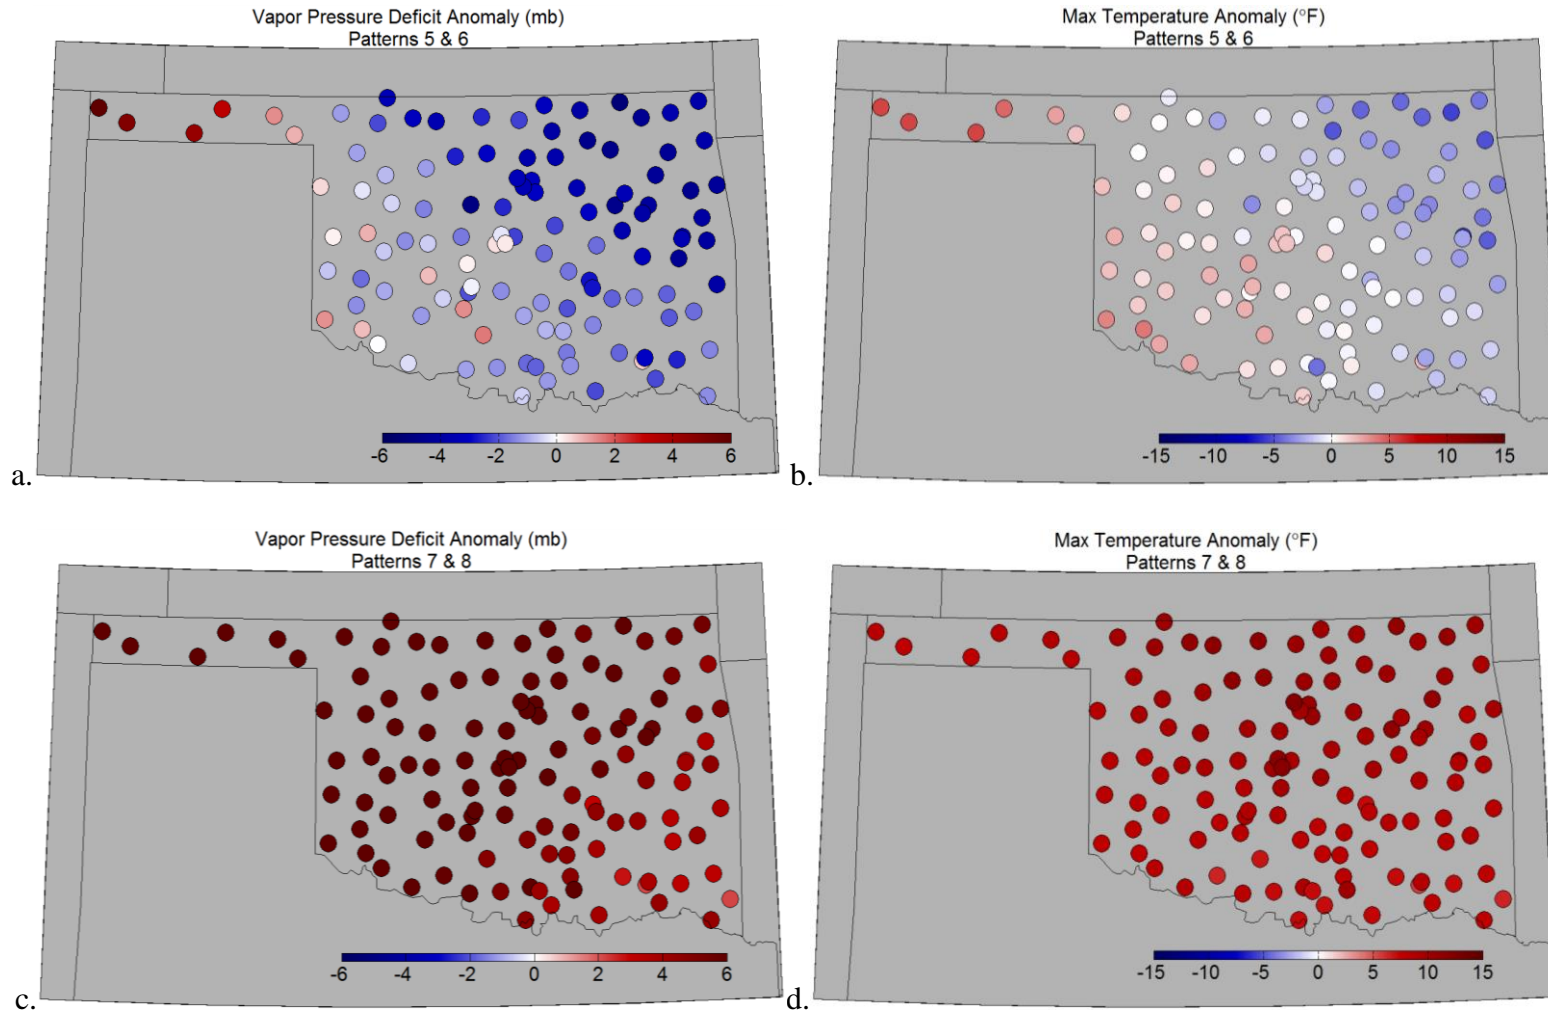 Vapor Pressure Deficit Anomaly (mb)
Patterns 5 & 6
-6 -4 -2 0 2 4 6
a.
Max Temperature Anomaly (°F)
Patterns 5 & 6
-15 -10 -5 0 5 10 15
b.
Vapor Pressure Deficit Anomaly (mb)
Patterns 7 & 8
-6 -4 -2 0 2 4 6
c.
Max Temperature Anomaly (°F)
Patterns 7 & 8
-15 -10 -5 0 5 10 15
d.